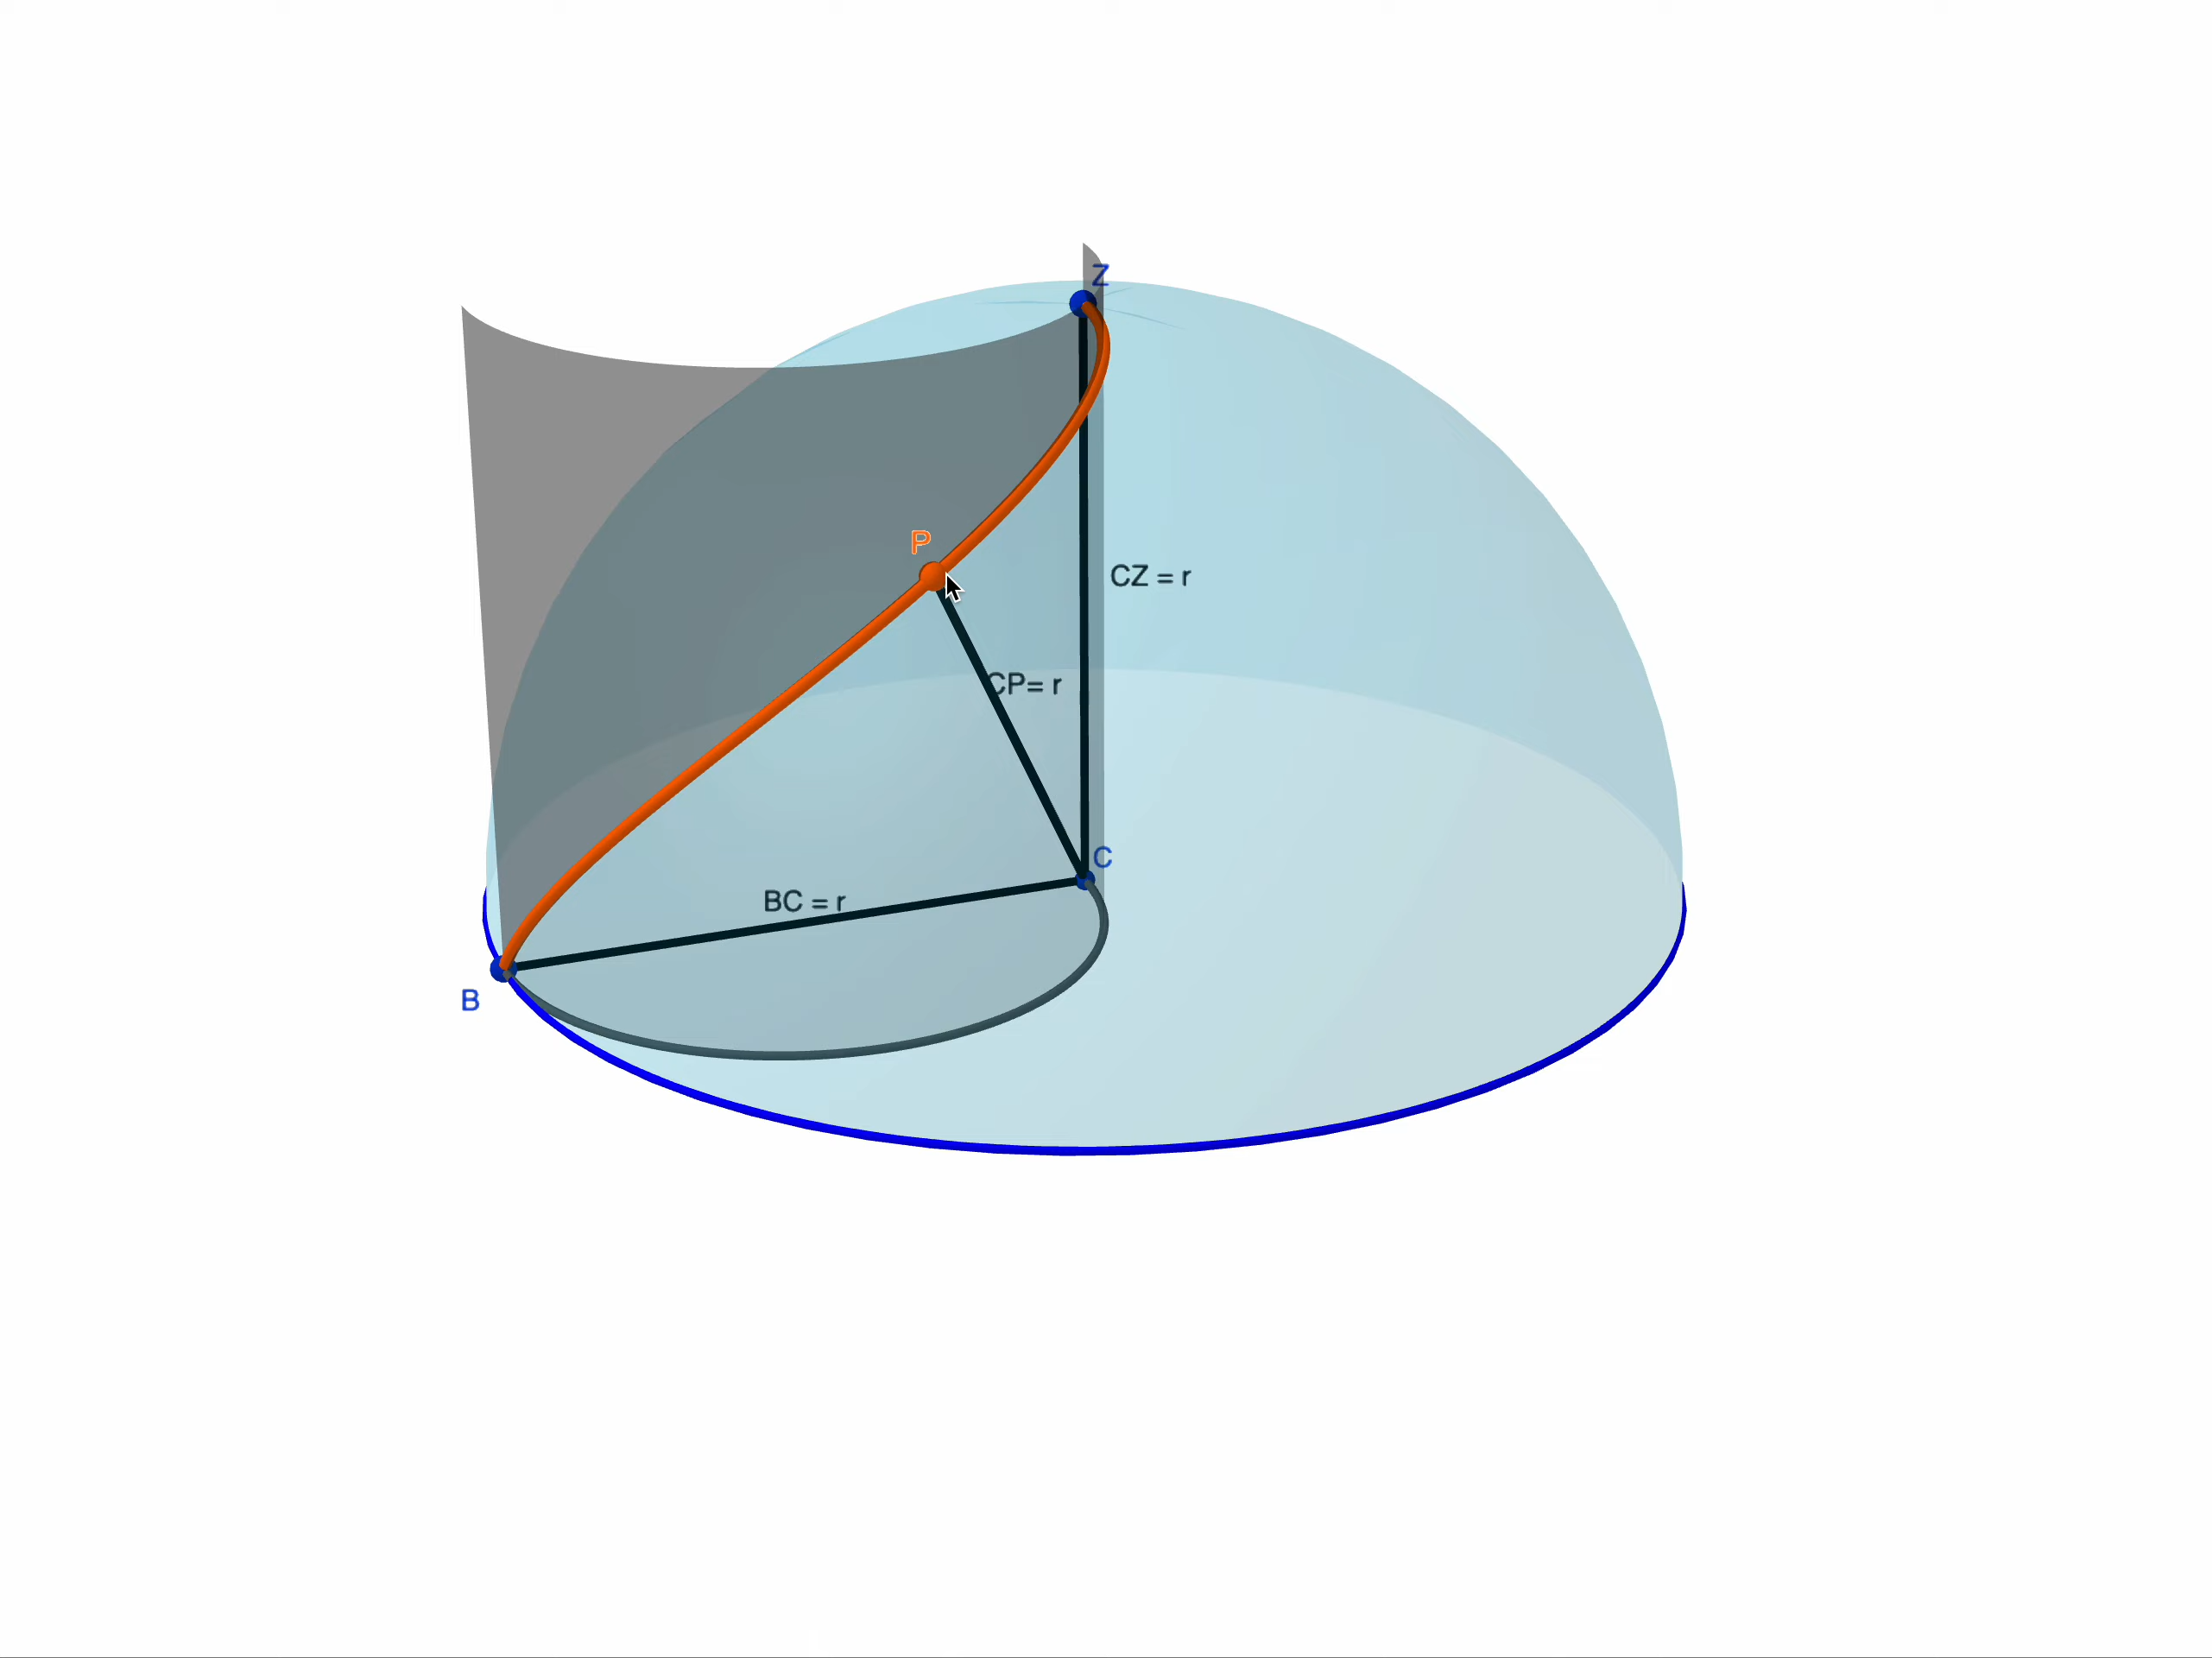 Z
P
CZ = r
CP= r
C
BC = r
B